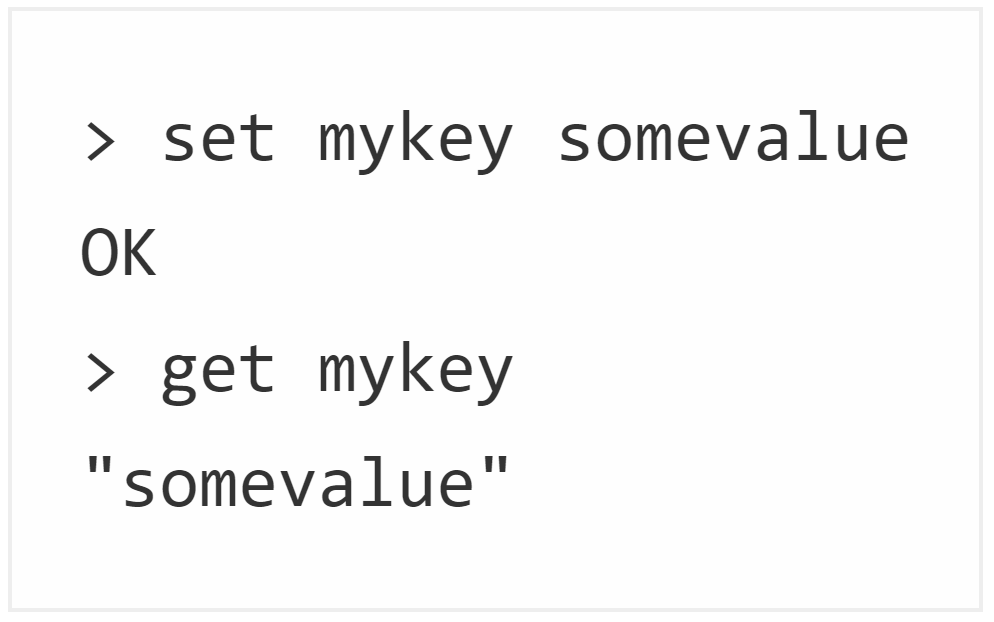 > set mykey somevalue
OK
> get mykey
"somevalue"